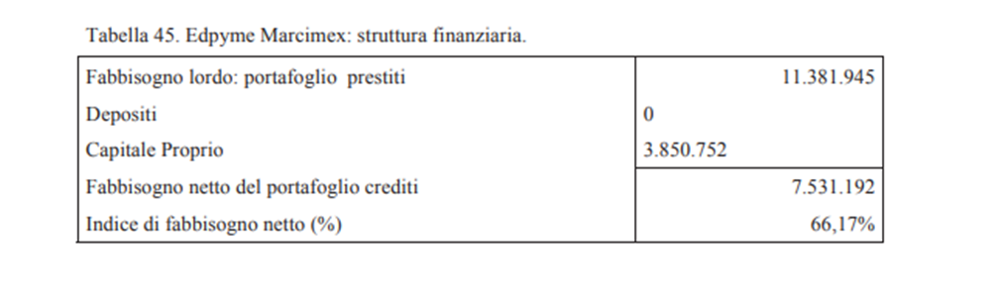 Tabella 45. Edpyme Marcimex: struttura finanziaria.
Fabbisogno lordo: portafoglio prestiti 11.381.945
Depositi 0
Capitale Proprio 3.850.752
Fabbisogno netto del portafoglio crediti 7.531.192
Indice di fabbisogno netto (%) 66,17%